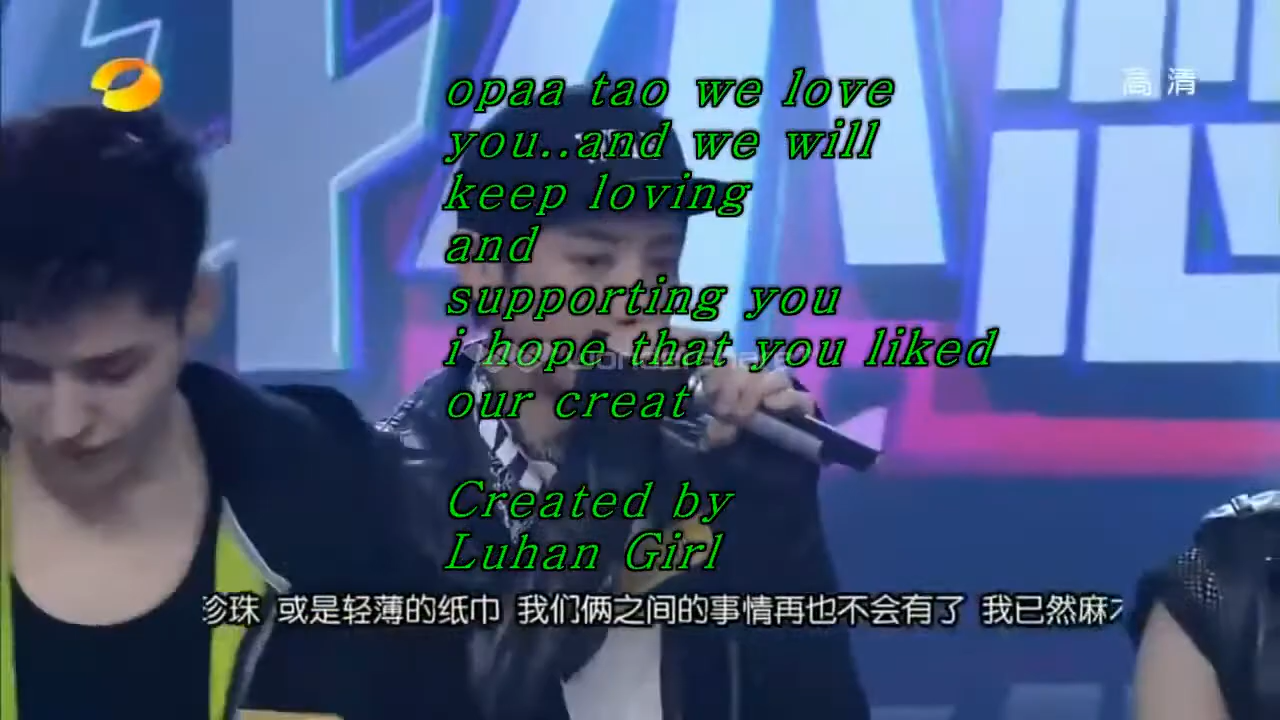 高清
opaa tao we love
you..and we will
keep loving
and
supporting you
i hope that you liked
our creat
Created by
Luhan Girl
珍珠 或是轻薄的纸巾 我们俩之间的事情再也不会有了 我已然麻